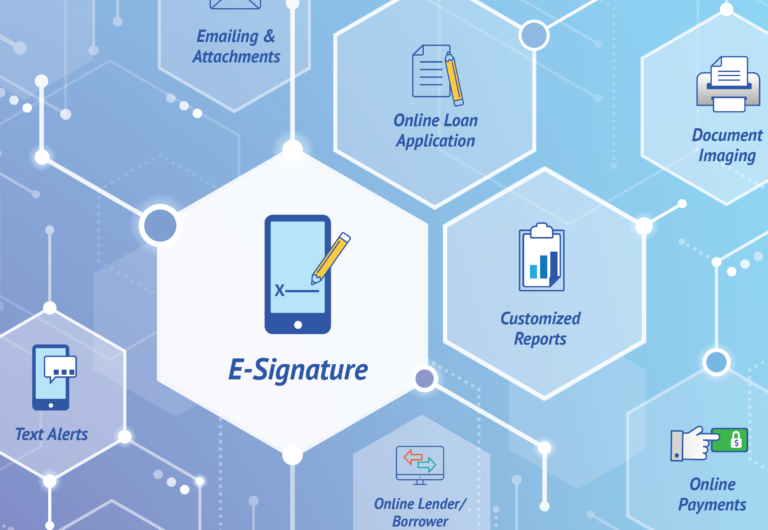 Emailing &
Attachments
Online Loan
Application
Document
Imaging
X
E-Signature
Customized
Reports
Text Alerts
Online Lender/
Borrower
$
Online
Payments